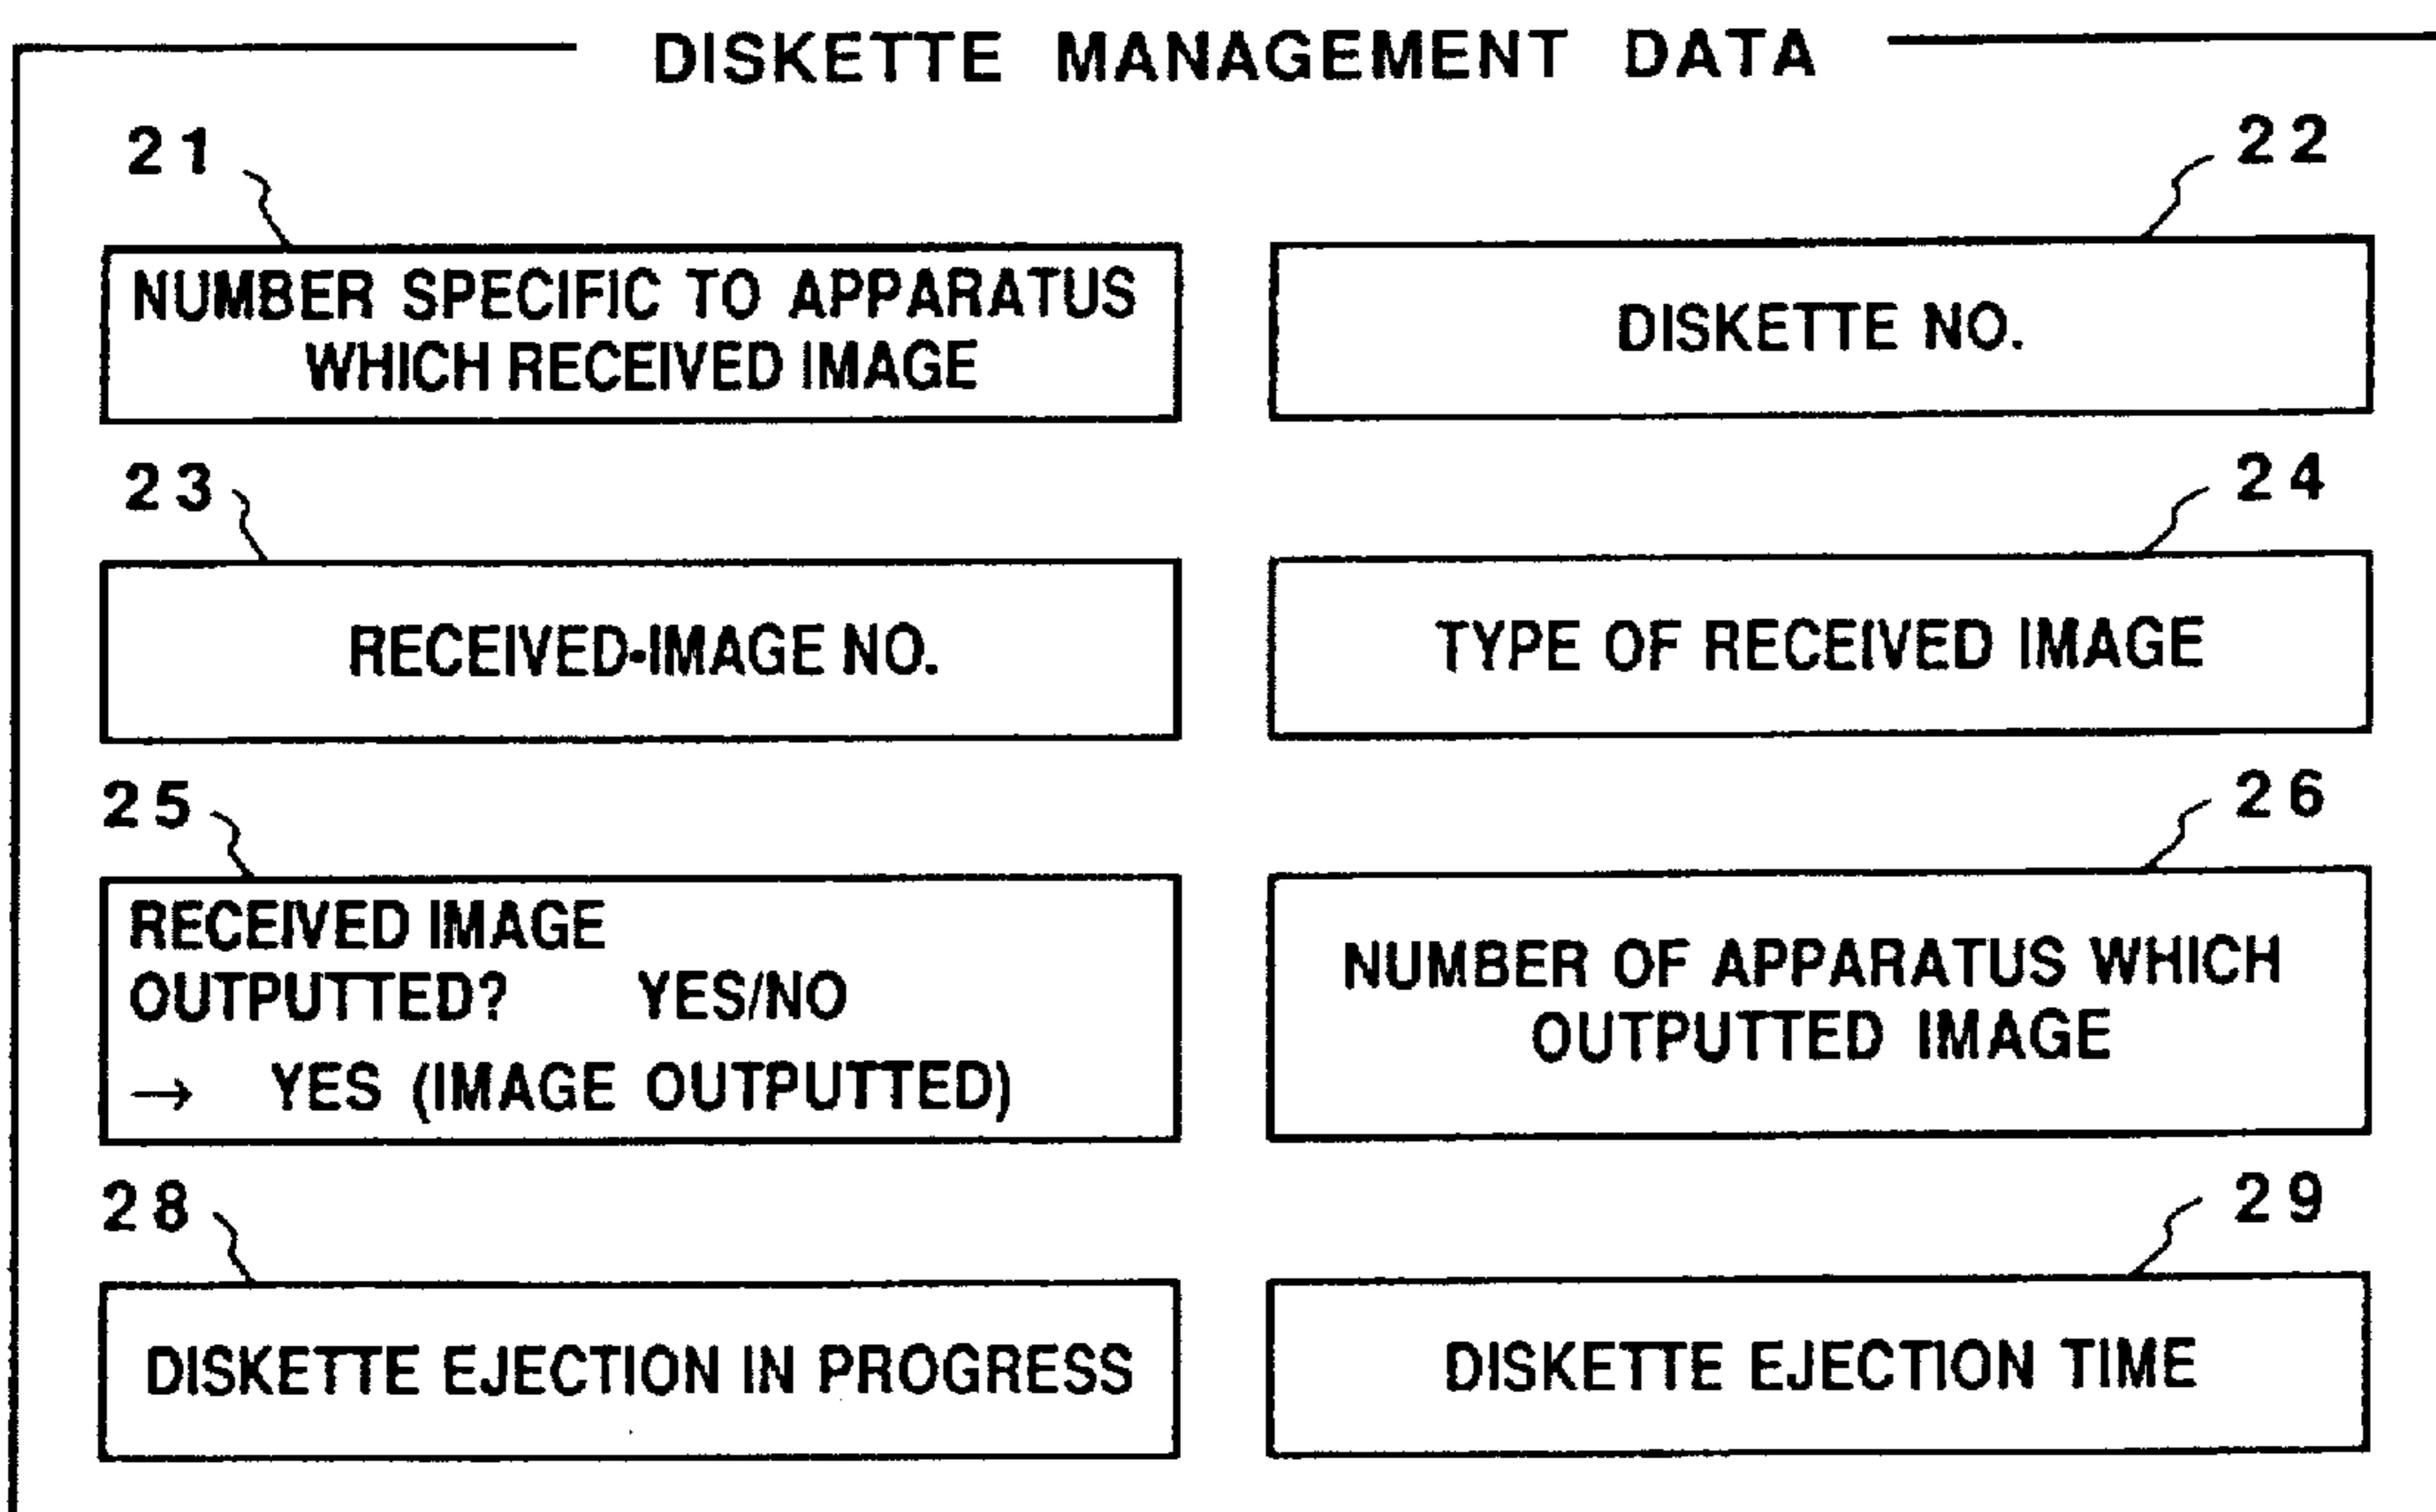 DISKETTE MANAGEMENT DATA
21
22
NUMBER SPECIFIC TO APPARATUS
WHICH RECEIVED IMAGE
DISKETTE NO.
23
24
RECEIVED-IMAGE NO.
TYPE OF RECEIVED IMAGE
25
26
RECEIVED IMAGE
OUTPUTTED? YES/NO
→ YES (IMAGE OUTPUTTED)
NUMBER OF APPARATUS WHICH
OUTPUTTED IMAGE
28
29
DISKETTE EJECTION IN PROGRESS
DISKETTE EJECTION TIME